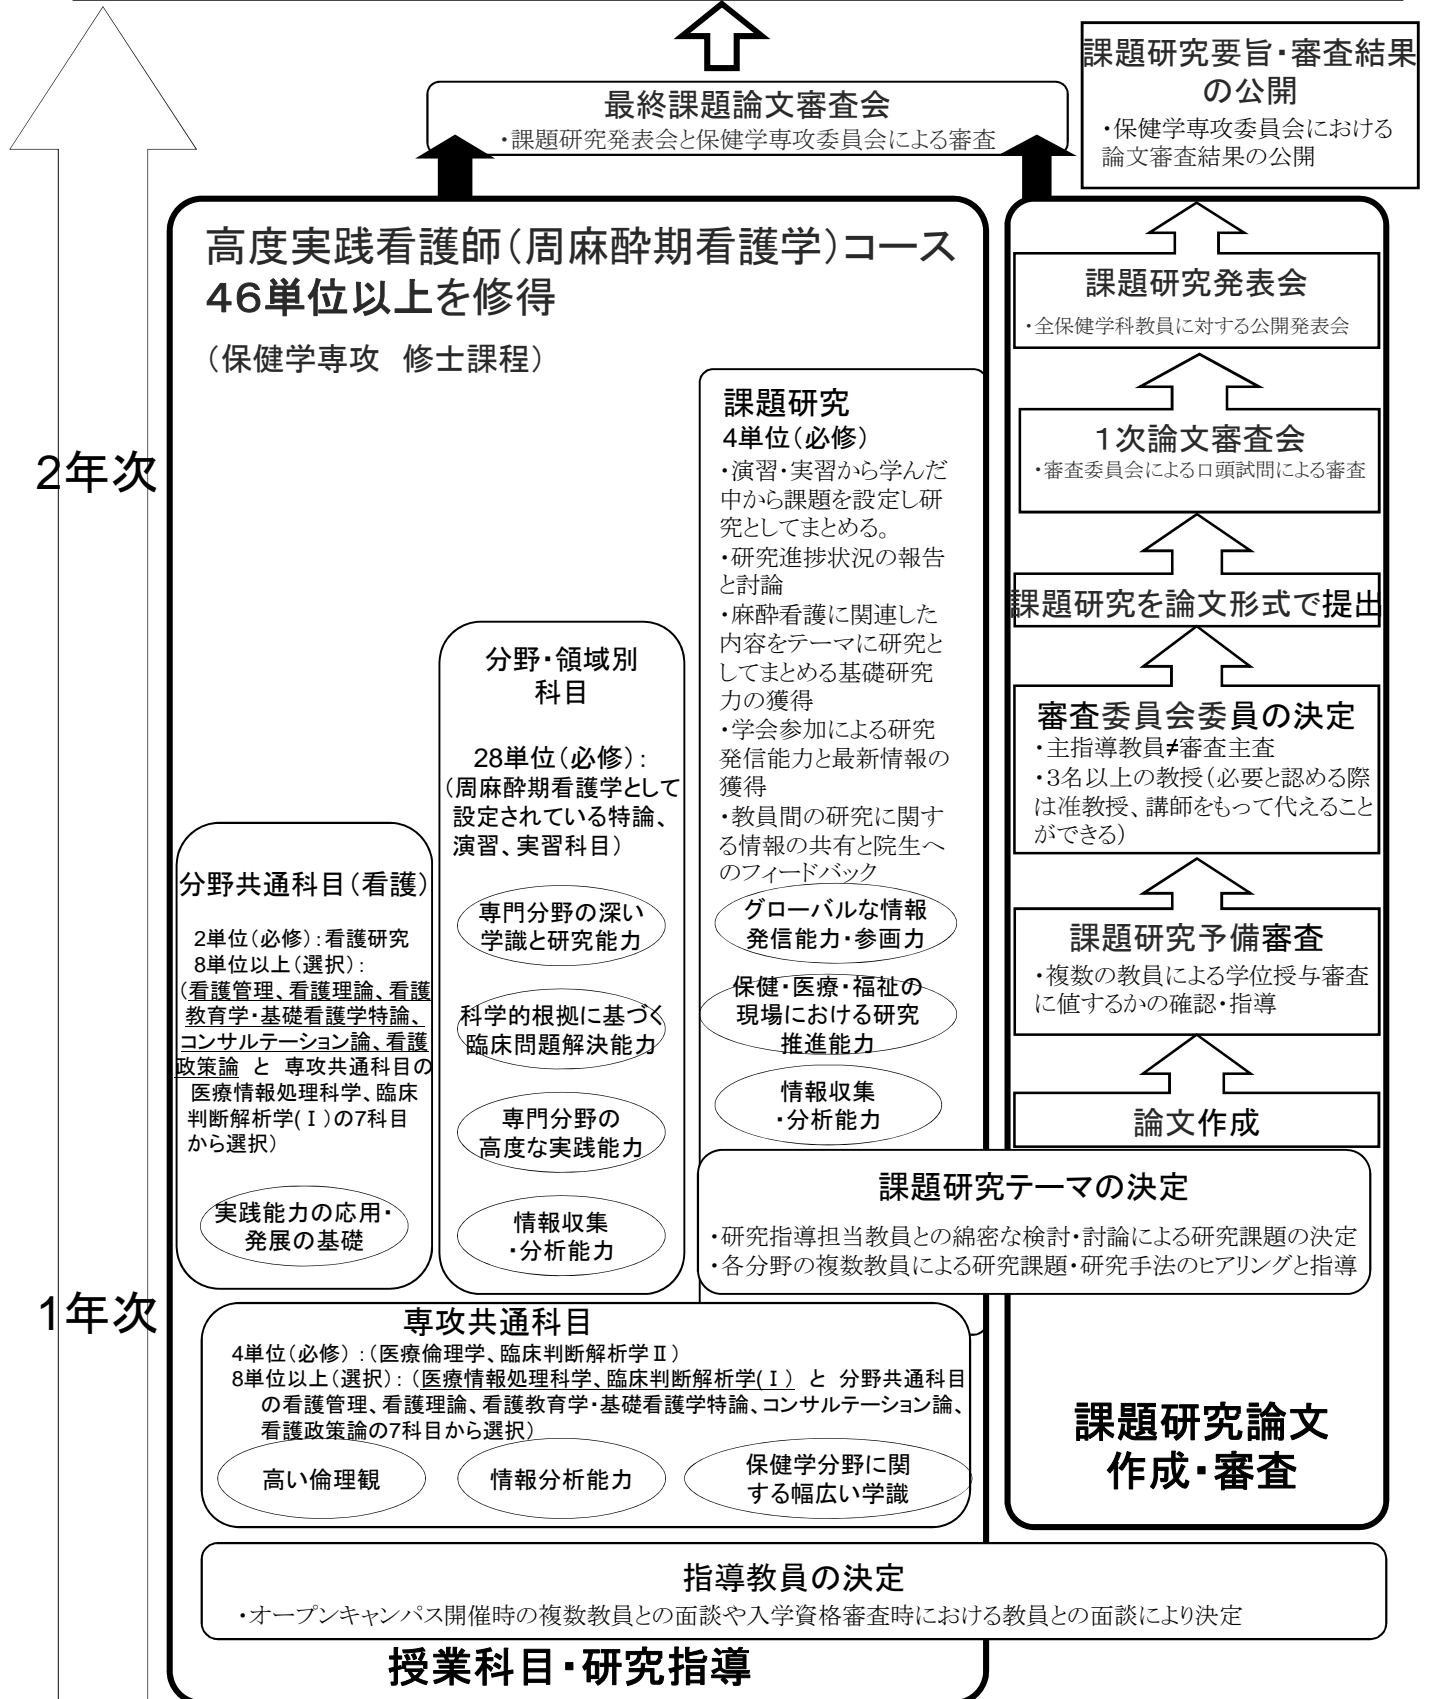 課題研究要旨・審査結果
の公開
・保健学専攻委員会における
論文審査結果の公開
最終課題論文審査会
・課題研究発表会と保健学専攻委員会による審査
高度実践看護師（周麻酔期看護学）コース
４６単位以上を修得
（保健学専攻　修士課程）
2年次
1年次
課題研究
4単位（必修）
・演習・実習から学んだ
中から課題を設定し研
究としてまとめる。
・研究進捗状況の報告
と討論
・麻酔看護に関連した
内容をテーマに研究と
してまとめる基礎研究
力の獲得
・学会参加による研究
発信能力と最新情報の
獲得
・教員間の研究に関す
る情報の共有と院生へ
のフィードバック
グローバルな情報
発信能力・参画力
保健・医療・福祉の
現場における研究
推進能力
情報収集
・分析能力
分野・領域別
科目
28単位（必修）：
（周麻酔期看護学として
設定されている特論、
演習、実習科目）
専門分野の深い
学識と研究能力
科学的根拠に基づく
臨床問題解決能力
専門分野の
高度な実践能力
情報収集
・分析能力
分野共通科目（看護）
2単位（必修）：看護研究
8単位以上（選択）：
（看護管理、看護理論、看護
教育学・基礎看護学特論、
コンサルテーション論、看護
政策論　と　専攻共通科目の
医療情報処理科学、臨床
判断解析学(Ⅰ)の7科目
から選択）
実践能力の応用・
発展の基礎
課題研究発表会
・全保健学科教員に対する公開発表会
１次論文審査会
・審査委員会による口頭試問による審査
課題研究を論文形式で提出
審査委員会委員の決定
・主指導教員≠審査主査
・3名以上の教授（必要と認める際
は准教授、講師をもって代えること
ができる）
課題研究予備審査
・複数の教員による学位授与審査
に値するかの確認・指導
論文作成
課題研究テーマの決定
・研究指導担当教員との綿密な検討・討論による研究課題の決定
・各分野の複数教員による研究課題・研究手法のヒアリングと指導
専攻共通科目
4単位（必修）：（医療倫理学、臨床判断解析学Ⅱ）
8単位以上（選択）：（医療情報処理科学、臨床判断解析学(Ⅰ)　と　分野共通科目
の看護管理、看護理論、看護教育学・基礎看護学特論、コンサルテーション論、
看護政策論の7科目から選択）
高い倫理観
情報分析能力
保健学分野に関
する幅広い学識
課題研究論文
作成・審査
指導教員の決定
・オープンキャンパス開催時の複数教員との面談や入学資格審査時における教員との面談により決定
授業科目・研究指導